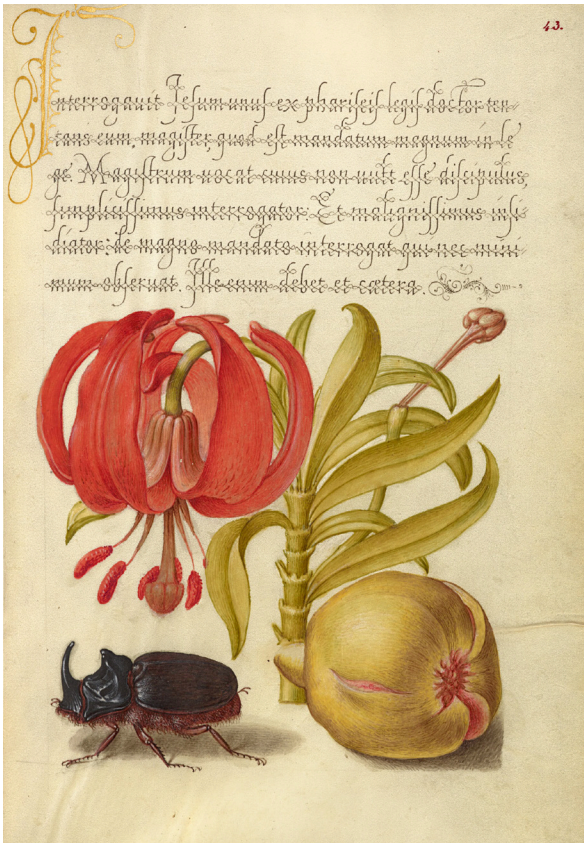 43.
Interrogauit Jesum unus ex phariseis legis doctor ten-
tans eum, magister quod est mandatum magnum in le
ge. Magistrum uocat cuius non uult esse discipulus,
simplicissimus interrogator. Et malignissimus insi
diator: de magno mandato interrogat qui nec mini
mum obseruat. Ille eum debet et cætera.